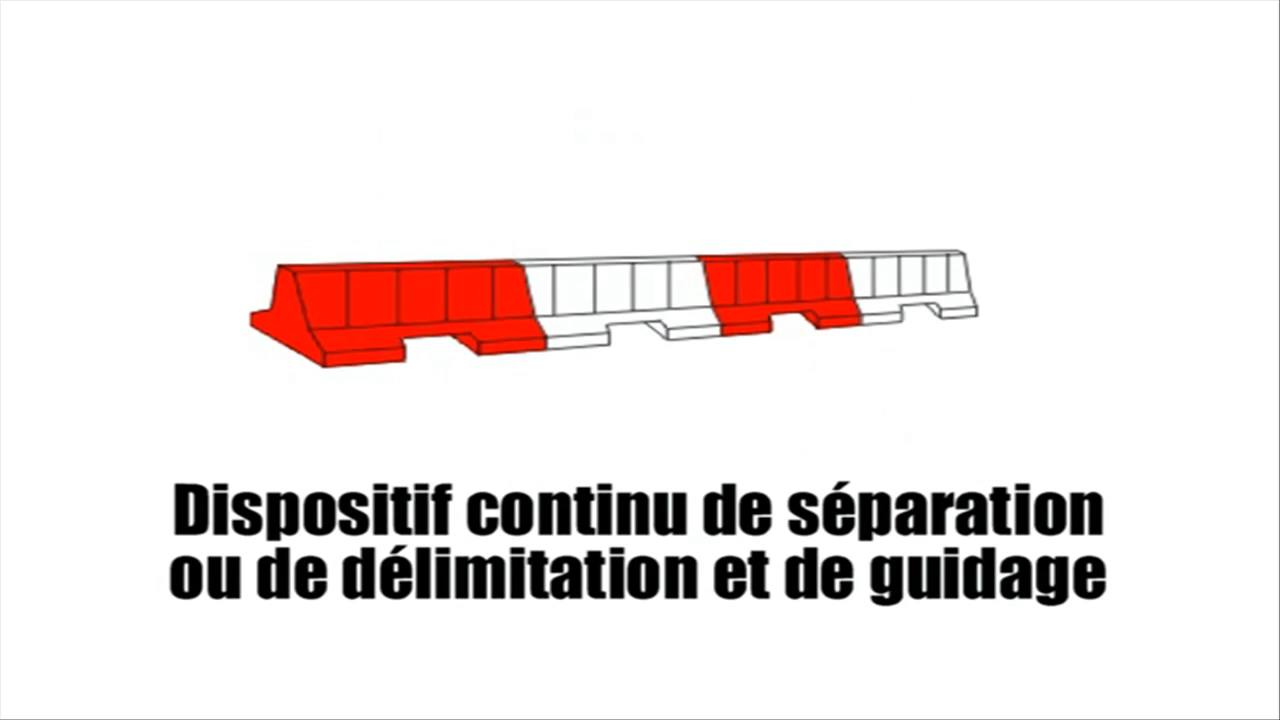 Dispositif continu de séparation
ou de délimitation et de guidage